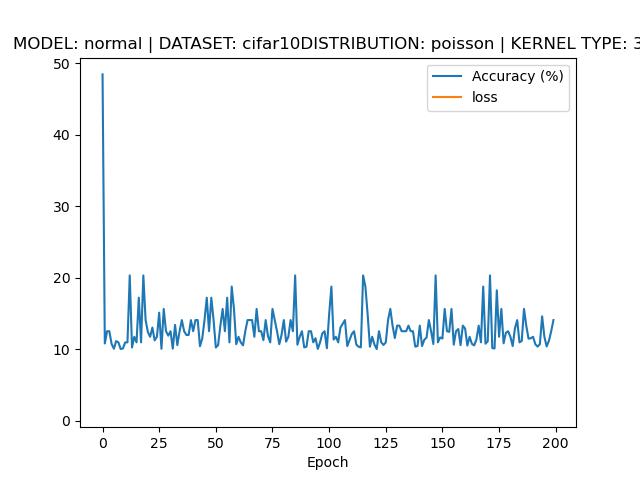 MODEL: normal | DATASET: cifar10DISTRIBUTION: poisson | KERNEL TYPE: 3
Accuracy (%)
loss
50
40
30
20
10
0
0 25 50 75 100 125 150 175 200
Epoch